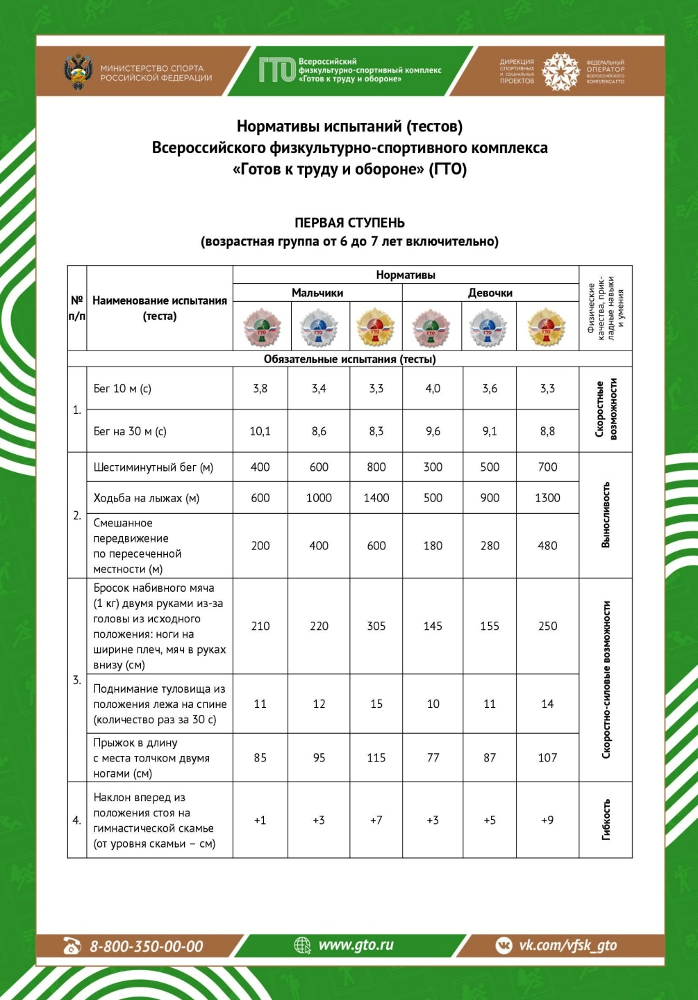 МИНИСТЕРСТВО СПОРТА
РОССИЙСКОЙ ФЕДЕРАЦИИ
ГТО
Всероссийский
физкультурно-спортивный комплекс
«Готов к труду и обороне»
ДИРЕКЦИЯ
СПОРТИВНЫХ
И СОЦИАЛЬНЫХ
ПРОЕКТОВ
ФЕДЕРАЛЬНЫЙ
ОПЕРАТОР
ВСЕРОССИЙСКОГО
КОМПЛЕКСА ГТО
Нормативы испытаний (тестов)
Всероссийского физкультурно-спортивного комплекса
«Готов к труду и обороне» (ГТО)
ПЕРВАЯ СТУПЕНЬ
(возрастная группа от 6 до 7 лет включительно)
№
п/п
Наименование испытания
(теста)
Нормативы
Мальчики
Девочки
ГТО
ГТО
ГТО
ГТО
ГТО
ГТО
Физические
качества, прик-
ладные навыки
и умения
Обязательные испытания (тесты)
1.
Бег 10 м (с)
3,8 3,4 3,3 4,0 3,6 3,3
Бег на 30 м (с)
10,1 8,6 8,3 9,6 9,1 8,8
Скоростные
возможности
2.
Шестиминутный бег (м)
400 600 800 300 500 700
Ходьба на лыжах (м)
600 1000 1400 500 900 1300
Смешанное
передвижение
по пересеченной
местности (м)
200 400 600 180 280 480
Выносливость
3.
Бросок набивного мяча
(1 кг) двумя руками из-за
головы из исходного
положения: ноги на
ширине плеч, мяч в руках
внизу (см)
210 220 305 145 155 250
Поднимание туловища из
положения лежа на спине
(количество раз за 30 с)
11 12 15 10 11 14
Прыжок в длину
с места толчком двумя
ногами (см)
85 95 115 77 87 107
Скоростно-силовые возможности
4.
Наклон вперед из
положения стоя на
гимнастической скамье
(от уровня скамьи – см)
+1 +3 +7 +3 +5 +9
Гибкость
8-800-350-00-00
www.gto.ru
vk.com/vfsk_gto